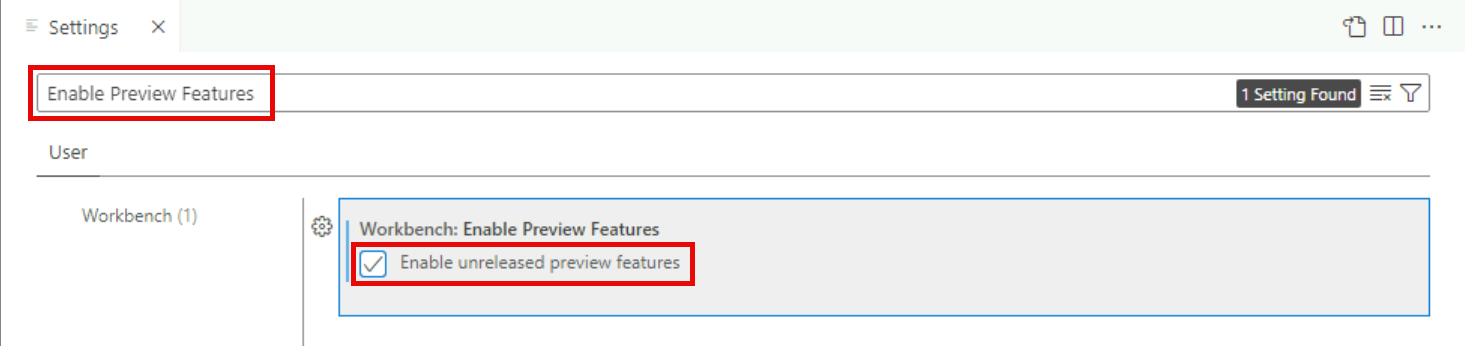 Settings
Enable Preview Features
1 Setting Found
User
Workbench (1)
Workbench: Enable Preview Features
Enable unreleased preview features